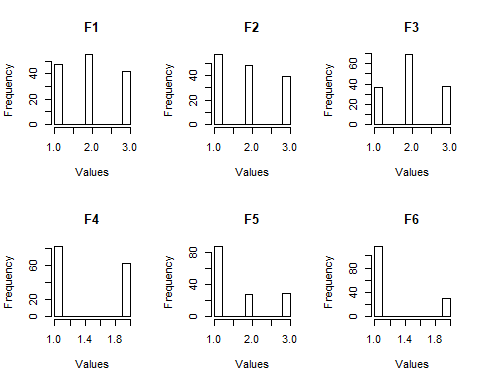 F1 F2 F3
Frequency 0 20 40 Frequency 0 20 40 Frequency 0 20 40 60
1.0 2.0 3.0 1.0 2.0 3.0 1.0 2.0 3.0
Values Values Values
F4 F5 F6
Frequency 0 20 60 Frequency 0 40 80 Frequency 0 40 80
1.0 1.4 1.8 1.0 2.0 3.0 1.0 1.4 1.8
Values Values Values